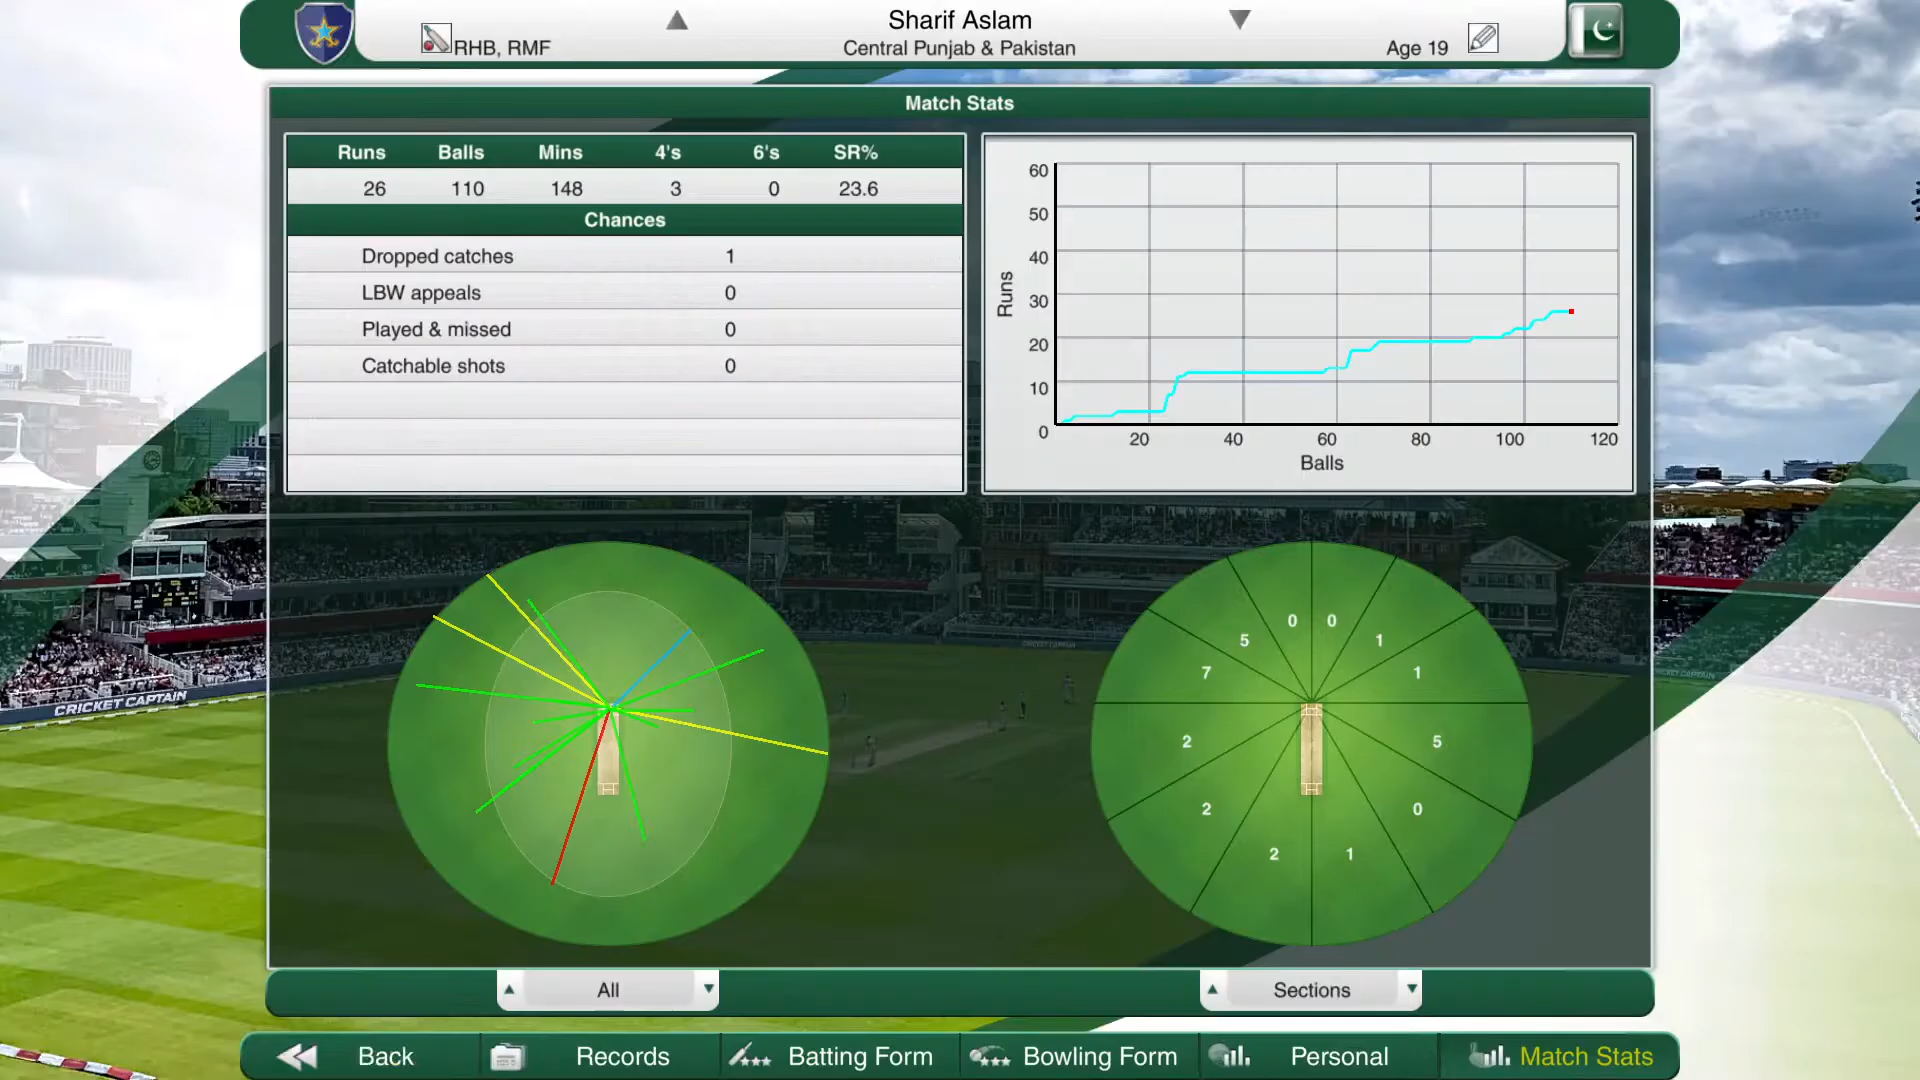 RHB, RMF
Sharif Aslam
Central Punjab & Pakistan
Age 19
Match Stats
Runs Balls Mins 4's 6's SR%
26 110 148 3 0 23.6
Chances
Dropped catches 1
LBW appeals 0
Played & missed 0
Catchable shots 0
60
50
40
30
20
10
0
Runs
20 40 60 80 100 120
Balls
0 0
5 1
7 1
2 5
2 0
2 1
CRICKET CAPTAIN
All
Sections
Back Records Batting Form Bowling Form Personal Match Stats